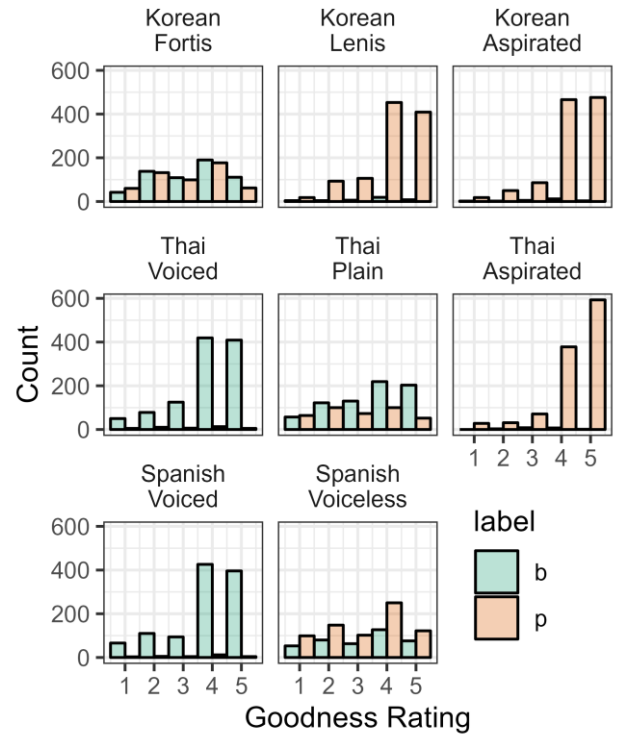 Korean
Fortis
Korean
Lenis
Korean
Aspirated
600
400
200
0
Thai
Voiced
Thai
Plain
Thai
Aspirated
600
400
200
0
1 2 3 4 5
Spanish
Voiced
Spanish
Voiceless
600
400
200
0
1 2 3 4 5
1 2 3 4 5
Count
Goodness Rating
label
b
p